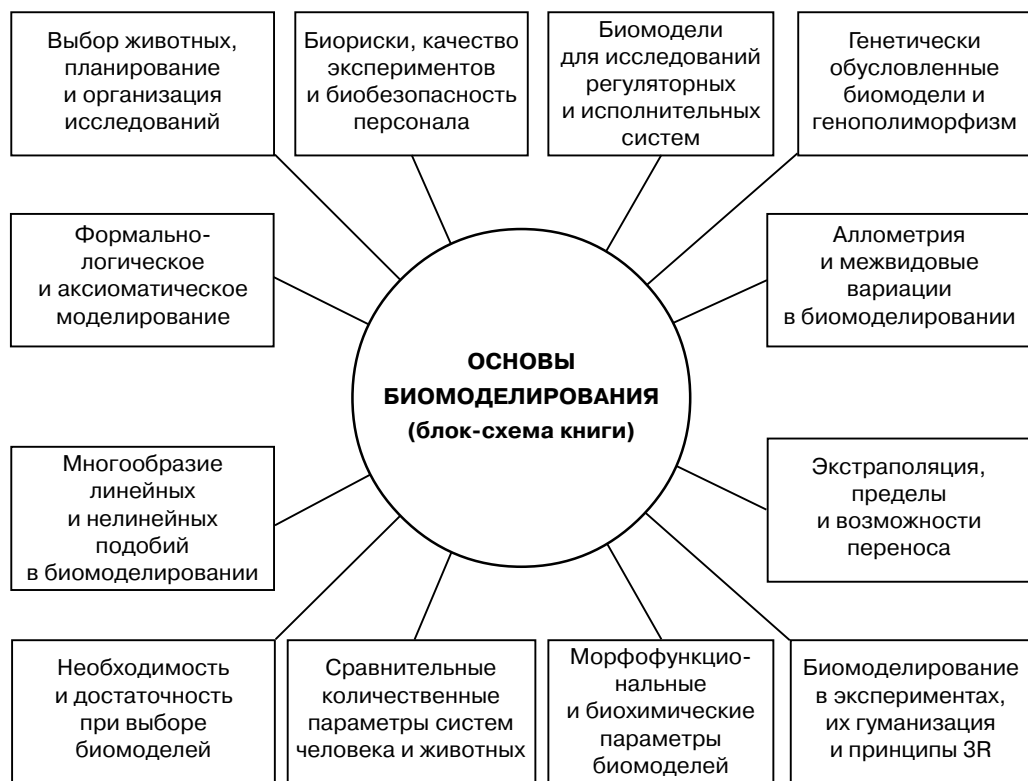 Выбор животных,
планирование
и организация
исследований
Биориски, качество
экспериментов
и биобезопасность
персонала
Биомодели
для исследований
регуляторных
и исполнительных
систем
Генетически
обусловленные
биомодели и
генополиморфизм
Формально-
логическое
и аксиоматическое
моделирование
Аллометрия
и межвидовые
вариации
в биомоделировании
ОСНОВЫ
БИОМОДЕЛИРОВАНИЯ
(блок-схема книги)
Многообразие
линейных
и нелинейных
подобий
в биомоделировании
Экстраполяция,
пределы
и возможности
переноса
Необходимость
и достаточность
при выборе
биомоделей
Сравнительные
количественные
параметры систем
человека и животных
Морфофункцио-
нальные
и биохимические
параметры
биомоделей
Биомоделирование
в экспериментах,
их гуманизация
и принципы 3R